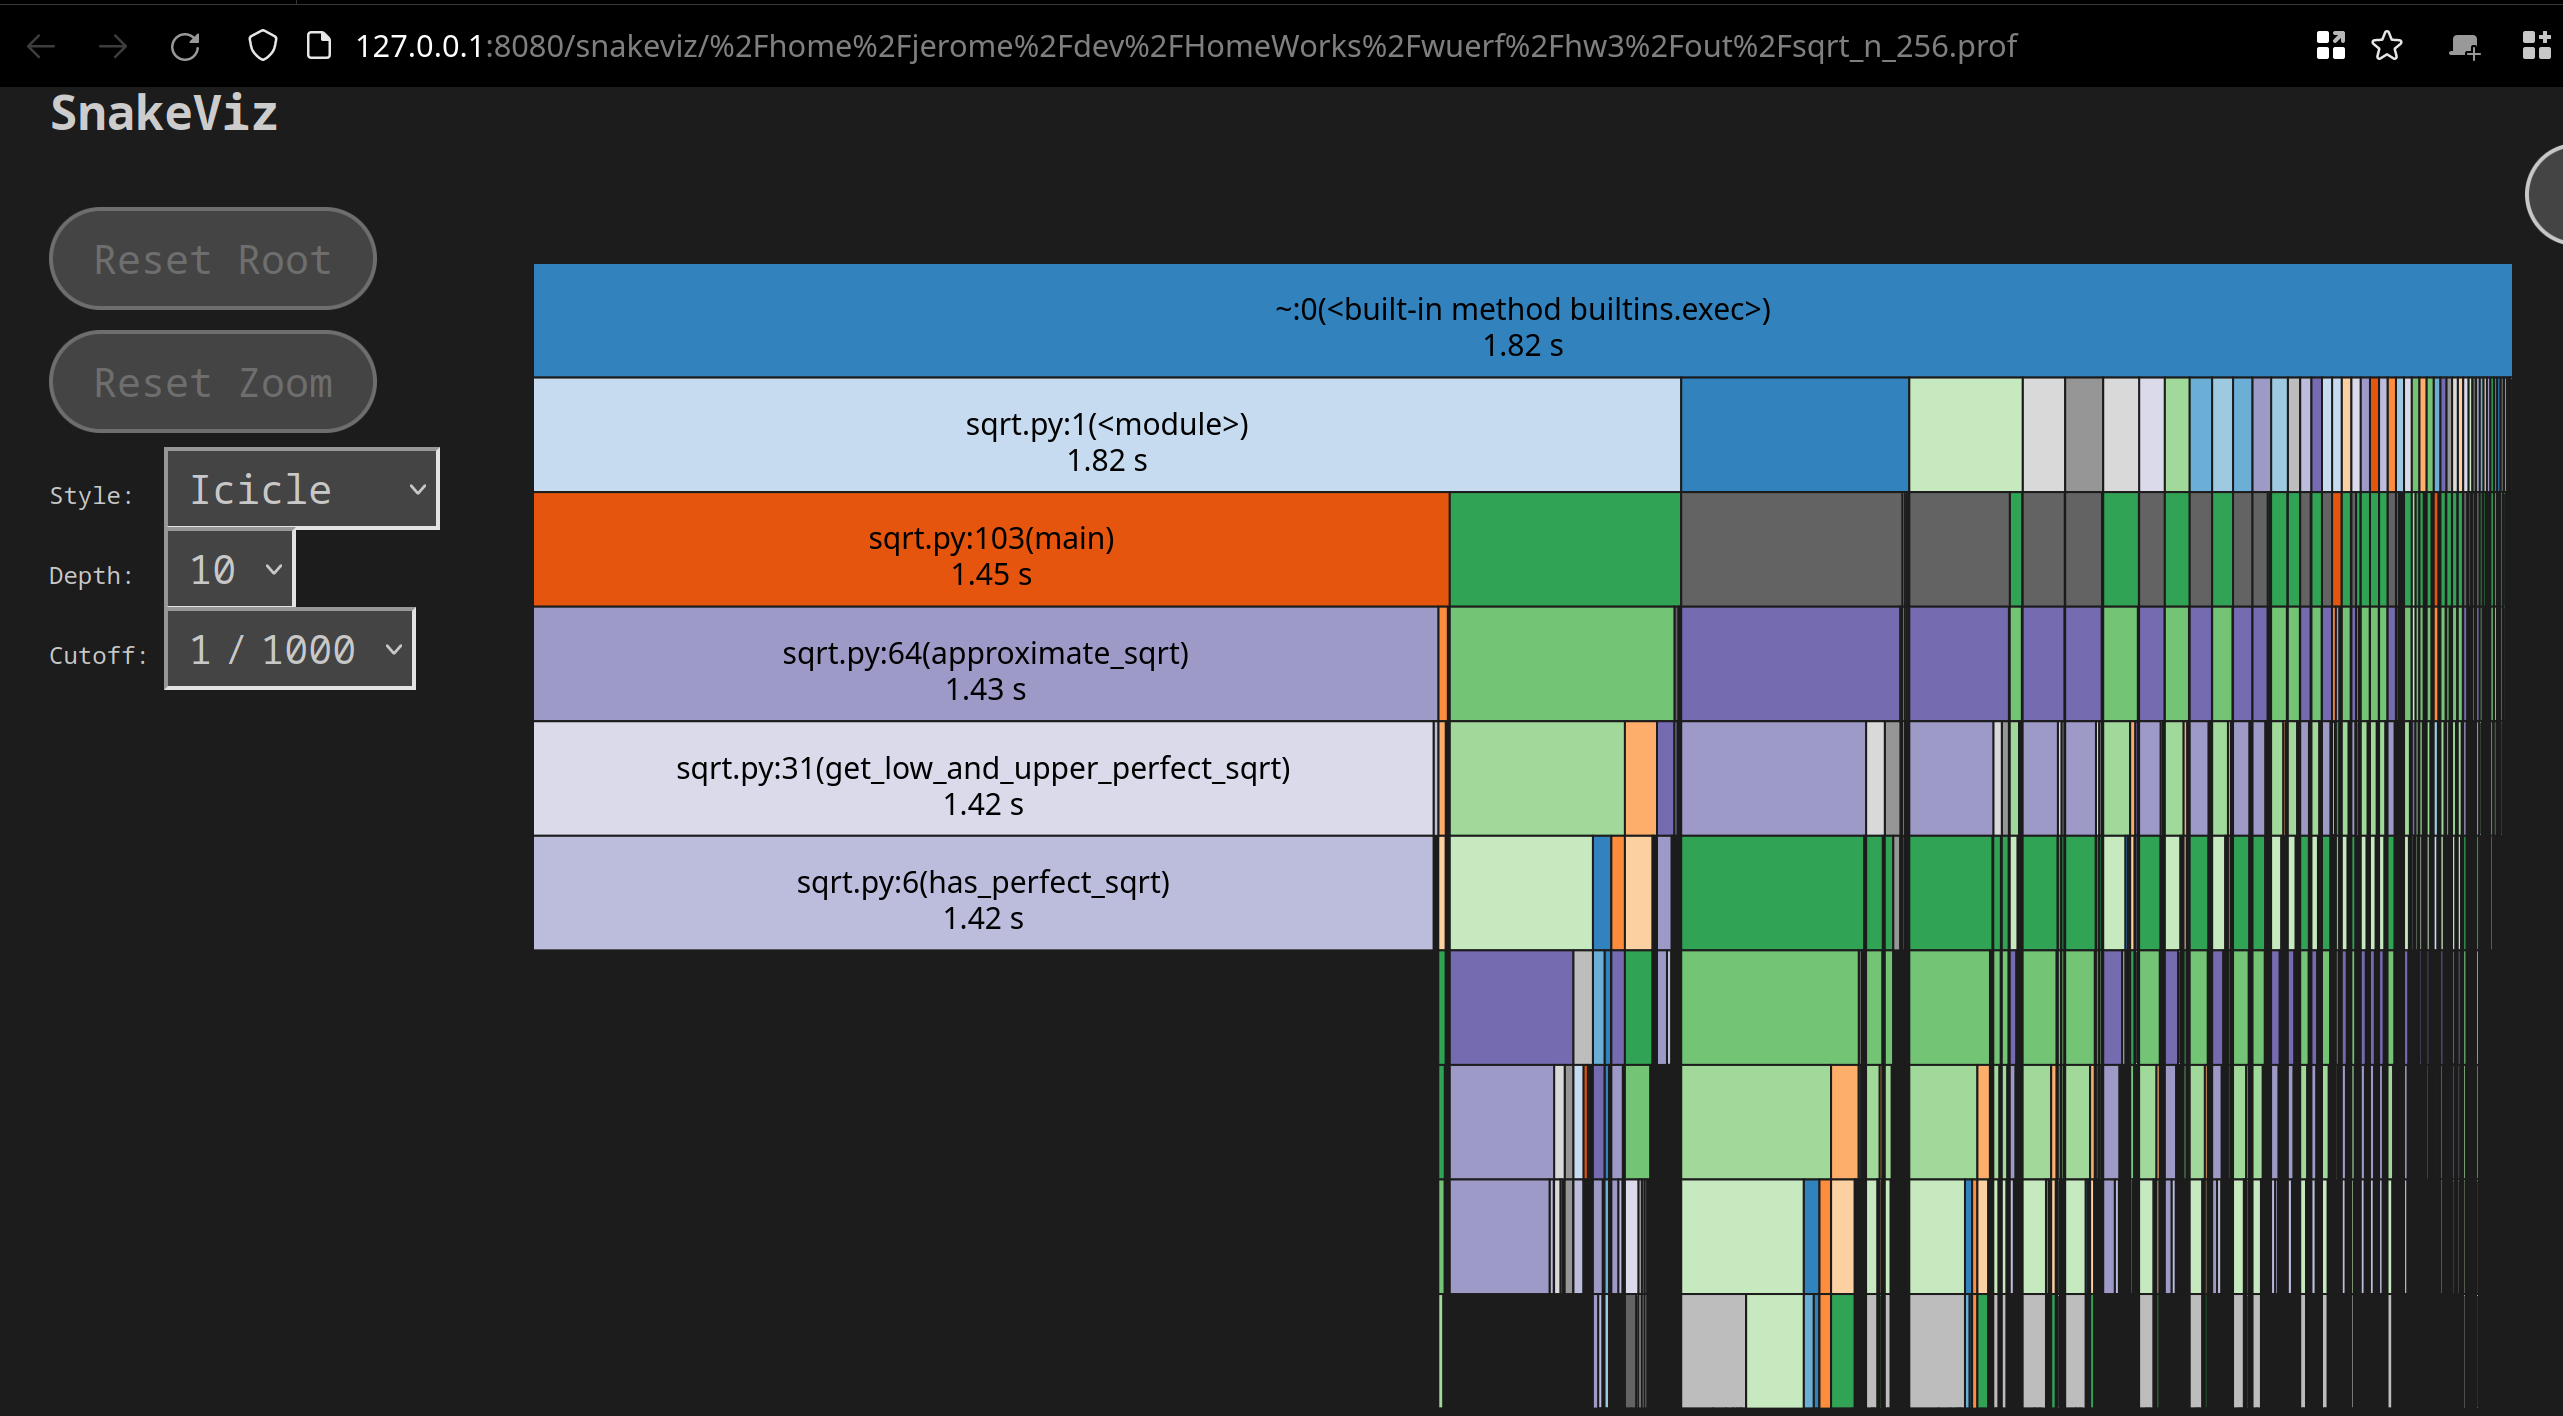 127.0.0.1:8080/snakeviz/%2Fhome%2Fjerome%2Fdev%2FHomeWorks%2Fwuerf%2Fhw3%2Fout%2Fsqrt_n_256.prof
SnakeViz
Reset Root
Reset Zoom
Style: Icicle
Depth: 10
Cutoff: 1 / 1000
~:0(<built-in method builtins.exec>)
1.82 s
sqrt.py:1(<module>)
1.82 s
sqrt.py:103(main)
1.45 s
sqrt.py:64(approximate_sqrt)
1.43 s
sqrt.py:31(get_low_and_upper_perfect_sqrt)
1.42 s
sqrt.py:6(has_perfect_sqrt)
1.42 s